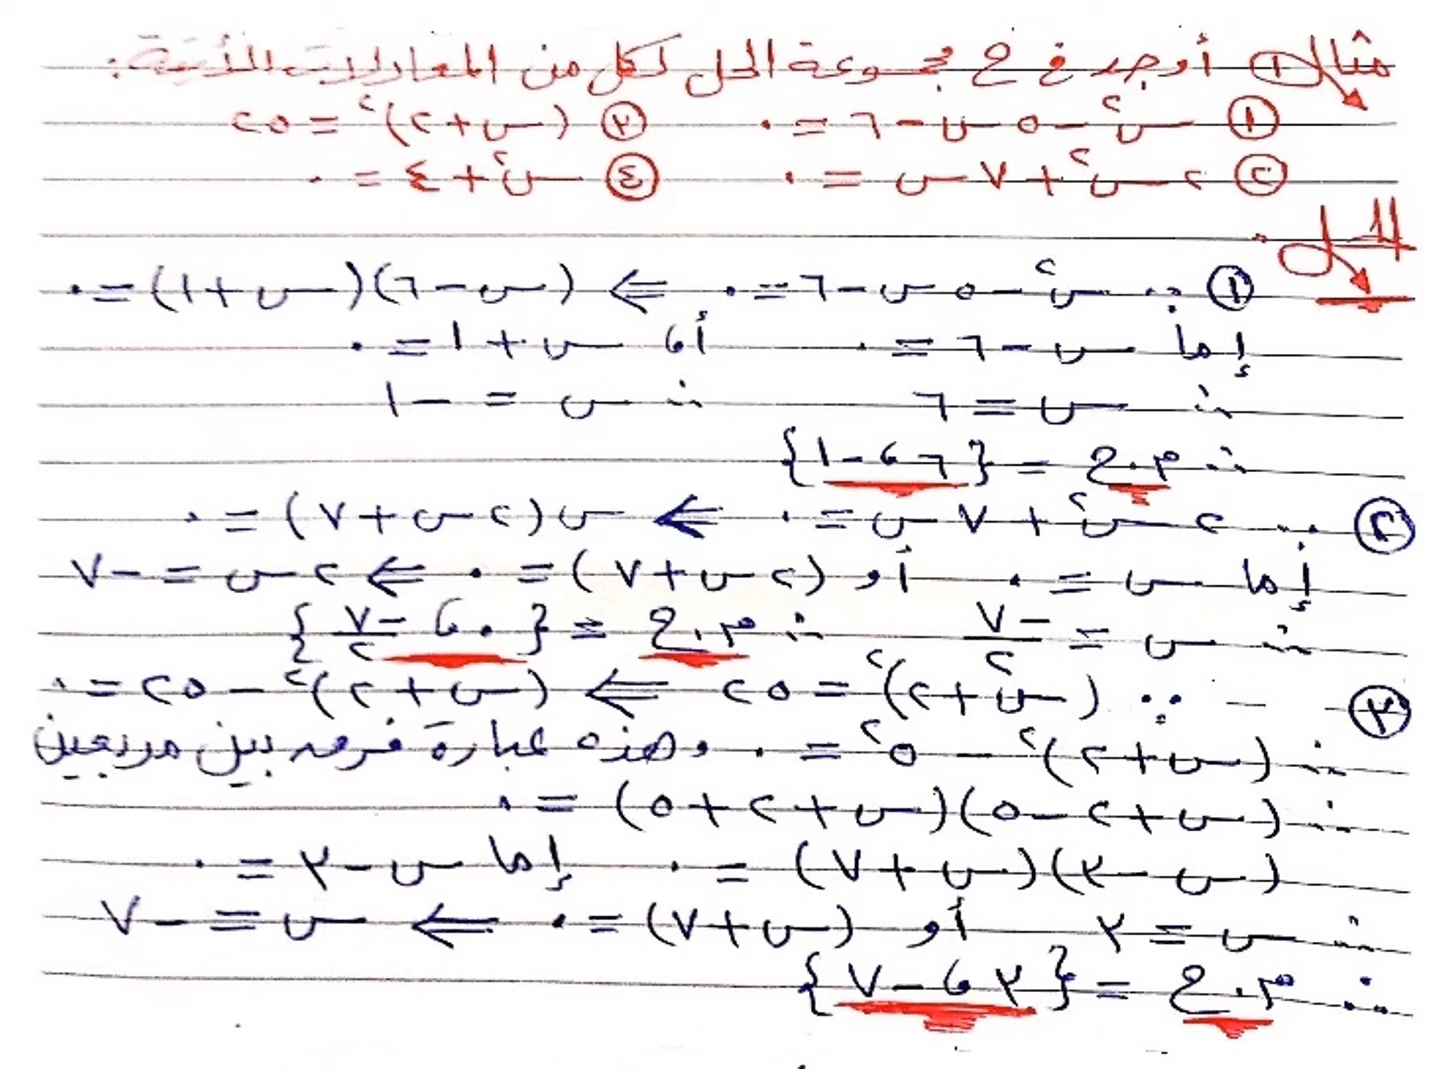 مثال ١ أوجد في ح مجموعة الحل لكل من المعادلات الأتية:
① س٢ - ٥س - ٦ = ٠ ③ (س+٢)٢ = ٢٥
② ٢س٢ + ٧س = ٠ ④ س٢ + ٤ = ٠
الحل
① ∵ س٢ - ٥س - ٦ = ٠ ⇐ (س - ٦)(س + ١) = ٠
إما س - ٦ = ٠ أ، س + ١ = ٠
∴ س = ٦ ∴ س = -١
∴ م.ح = {٦، -١}
② ∵ ٢س٢ + ٧س = ٠ ⇐ س(٢س + ٧) = ٠
إما س = ٠ أو (٢س + ٧) = ٠ ⇐ ٢س = -٧
∴ س = -٧/٢ ∴ م.ح = {٠، -٧/٢}
③ ∵ (س+٢)٢ = ٢٥ ⇐ (س+٢)٢ - ٢٥ = ٠
∴ (س+٢)٢ - ٥٢ = ٠ وهذه عبارة فرق بين مربعين
∴ (س+٢-٥)(س+٢+٥) = ٠
(س-٣)(س+٧) = ٠ إما س-٣ = ٠
∴ س = ٣ أو (س+٧) = ٠ ⇐ س = -٧
∴ م.ح = {٣، -٧}